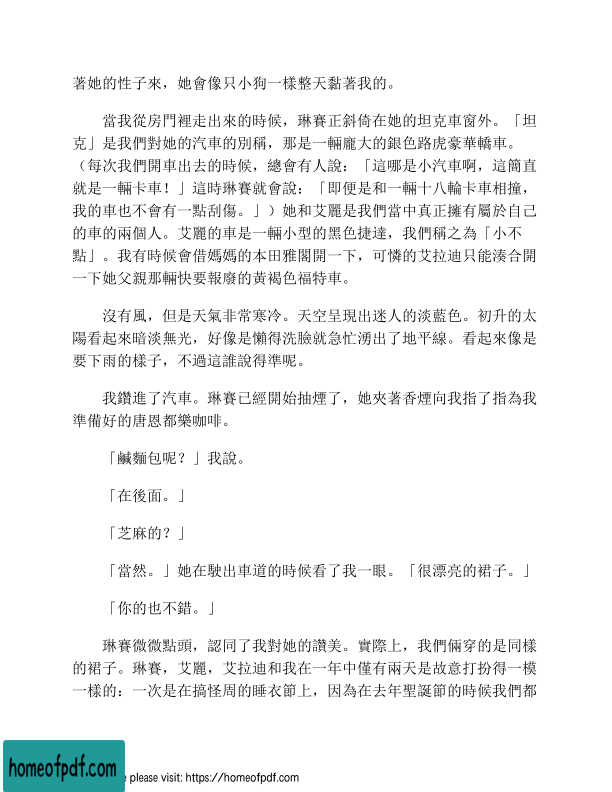 著她的性子來，她會像只小狗一樣整天黏著我的。
當我從房門裡走出來的時候，琳賽正斜倚在她的坦克車窗外。「坦
克」是我們對她的汽車的別稱，那是一輛龐大的銀色路虎豪華轎車。
（每次我們開車出去的時候，總會有人說：「這哪是小汽車啊，這簡直
就是一輛卡車！」這時琳賽就會說：「即便是和一輛十八輪卡車相撞，
我的車也不會有一點刮傷。」）她和艾麗是我們當中真正擁有屬於自己
的車的兩個人。艾麗的車是一輛小型的黑色捷達，我們稱之為「小不
點」。我有時候會借媽媽的本田雅閣開一下，可憐的艾拉迪只能湊合開
一下她父親那輛快要報廢的黃褐色福特車。
沒有風，但是天氣非常寒冷。天空呈現出迷人的淡藍色。初升的太
陽看起來暗淡無光，好像是懶得洗臉就急忙湧出了地平線。看起來像是
要下雨的樣子，不過這誰說得準呢。
我鑽進了汽車。琳賽已經開始抽煙了，她夾著香煙向我指了指為我
準備好的唐恩都樂咖啡。
「鹹麵包呢？」我說。
「在後面。」
「芝麻的？」
「當然。」她在駛出車道的時候看了我一眼。「很漂亮的裙子。」
「你的也不錯。」
琳賽微微點頭，認同了我對她的讚美。實際上，我們倆穿的是同樣
的裙子。琳賽，艾麗，艾拉迪和我在一年中僅有兩天是故意打扮得一模
一樣的：一次是在搞怪周的睡衣節上，因為在去年聖誕節的時候我們都
homeofpdf.com
e please visit: https://homeofpdf.com